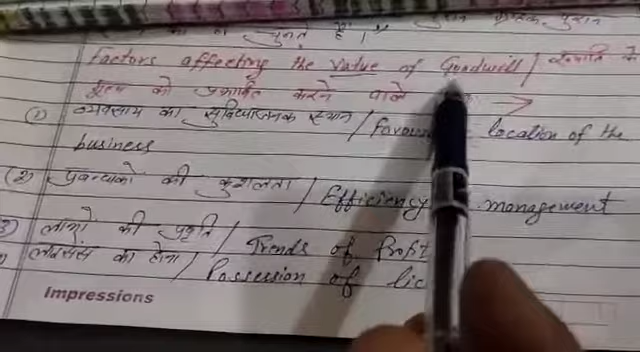 चुनते है ।"
Factors affecting the value of Goodwill / ख्याति के
मूल्य को प्रभावित करने वाले
(1) व्यवसाय का सुविधाजनक स्थान / location of the
business
(2) प्रबन्धको की कुशलता / Efficiency management
3) लाभो की प्रवृति / Trends of Profit
लाइसेंस का होना / Possession of
Impressions